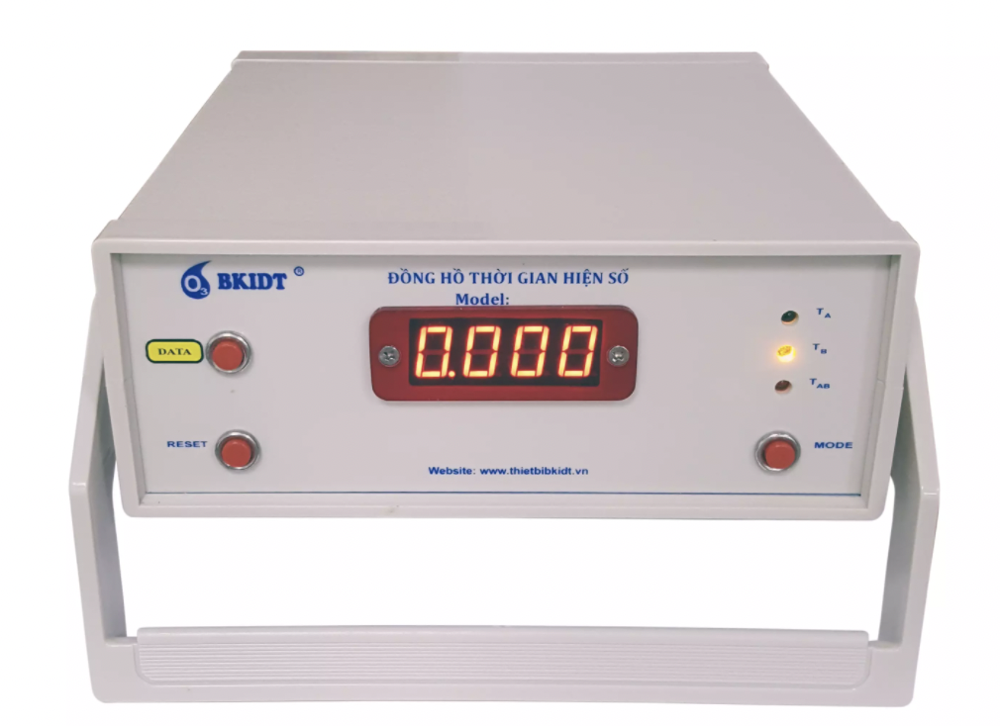 O3 BKIDT ®
ĐỒNG HỒ THỜI GIAN HIỆN SỐ
Model:
DATA
0.000
TA
TB
TAB
RESET
MODE
Website: www.thietbibkidt.vn